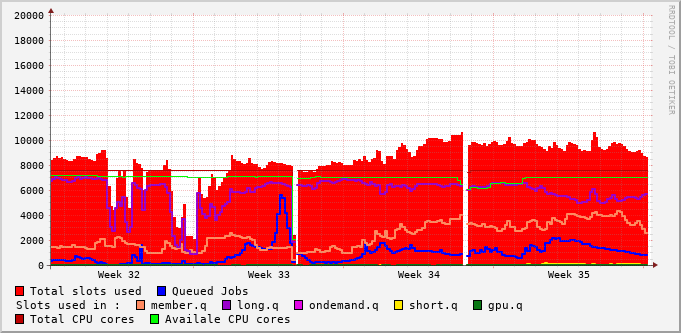 20000
18000
16000
14000
12000
10000
8000
6000
4000
2000
0
Week 32 Week 33 Week 34 Week 35
Total slots used Queued Jobs
Slots used in : member.q long.q ondemand.q short.q gpu.q
Total CPU cores Availale CPU cores
RRDTOOL / TOBI OETIKER